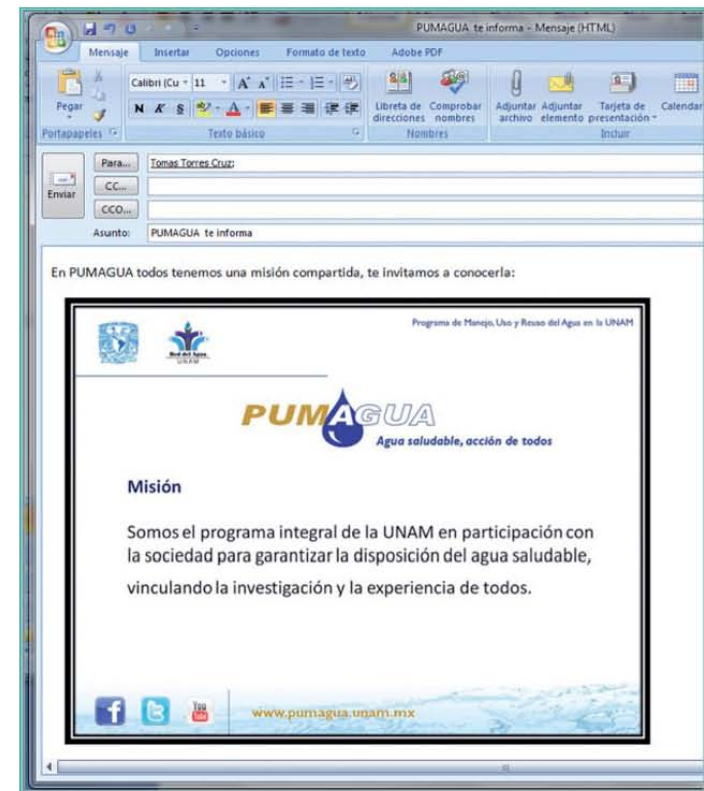 PUMAGUA te informa - Mensaje (HTML)
Mensaje Insertar Opciones Formato de texto Adobe PDF
Calibri (Cu 11 A A
Pegar N K S A Libreta de Comprobar Adjuntar Adjuntar Tarjeta de Calendar
direcciones nombres archivo elemento presentación
Portapapeles Texto básico Nombres Incluir
Para... Tomas Torres Cruz;
Enviar CC...
CCO...
Asunto: PUMAGUA te informa
En PUMAGUA todos tenemos una misión compartida, te invitamos a conocerla:
Programa de Manejo, Uso y Reuso del Agua en la UNAM
Red del Agua
UNAM
PUMAGUA
Agua saludable, acción de todos
Misión
Somos el programa integral de la UNAM en participación con
la sociedad para garantizar la disposición del agua saludable,
vinculando la investigación y la experiencia de todos.
f You
Tube
www.pumagua.unam.mx